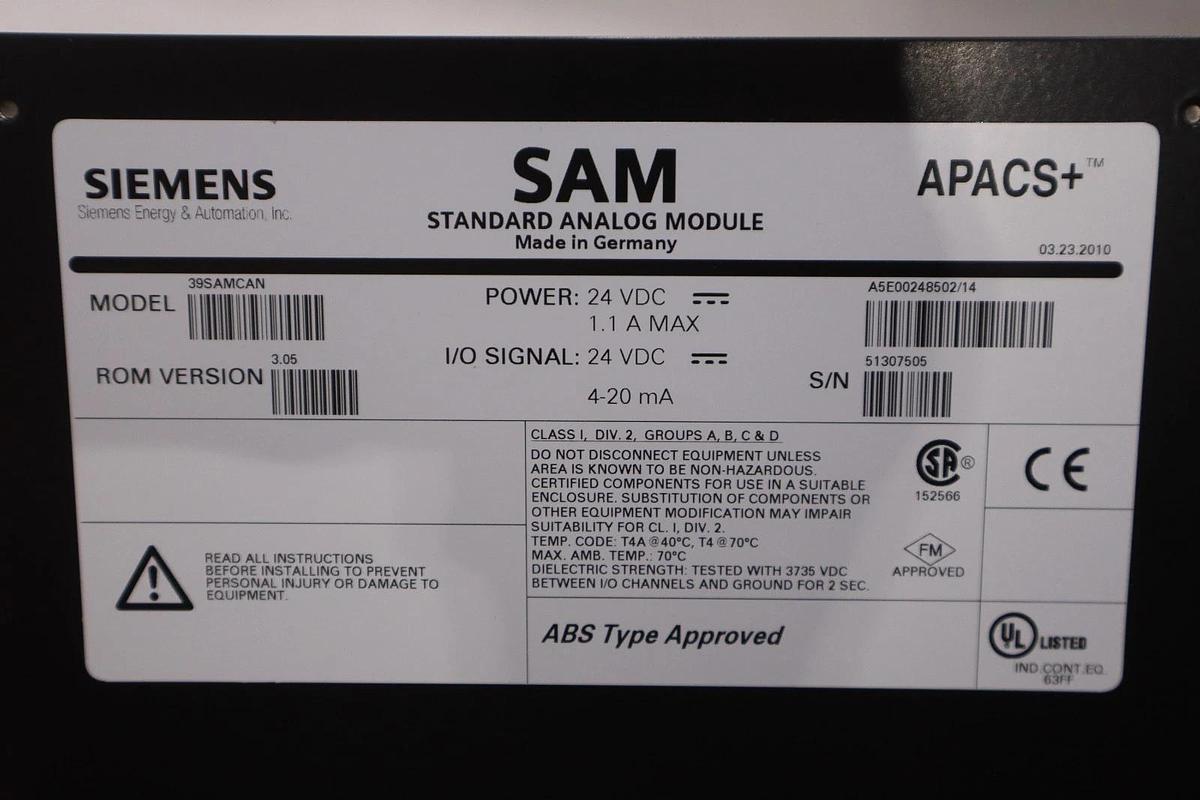 SIEMENS
Siemens Energy & Automation, Inc.
SAM
STANDARD ANALOG MODULE
Made in Germany
APACS+™
03.23.2010
MODEL 39SAMCAN
ROM VERSION 3.05
POWER: 24 VDC
1.1 A MAX
I/O SIGNAL: 24 VDC
4-20 mA
A5E00248502/14
S/N 51307505
CLASS I, DIV. 2, GROUPS A, B, C & D
DO NOT DISCONNECT EQUIPMENT UNLESS
AREA IS KNOWN TO BE NON-HAZARDOUS.
CERTIFIED COMPONENTS FOR USE IN A SUITABLE
ENCLOSURE. SUBSTITUTION OF COMPONENTS OR
OTHER EQUIPMENT MODIFICATION MAY IMPAIR
SUITABILITY FOR CL. I, DIV. 2.
TEMP. CODE: T4A @40°C, T4 @70°C
MAX. AMB. TEMP.: 70°C
DIELECTRIC STRENGTH: TESTED WITH 3735 VDC
BETWEEN I/O CHANNELS AND GROUND FOR 2 SEC.
SA ®
152566
CE
FM
APPROVED
READ ALL INSTRUCTIONS
BEFORE INSTALLING TO PREVENT
PERSONAL INJURY OR DAMAGE TO
EQUIPMENT.
ABS Type Approved
UL LISTED
IND.CONT.EQ.
63FF